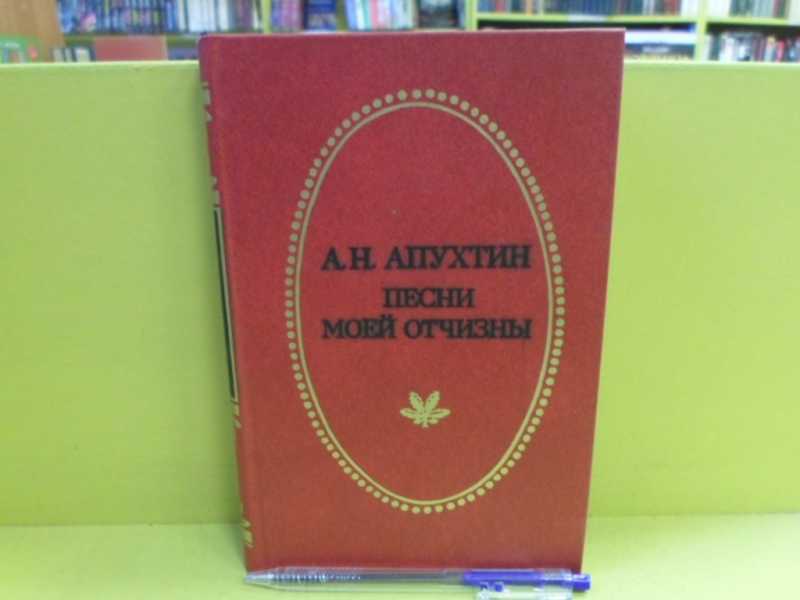 А. Н. АПУХТИН
ПЕСНИ
МОЕЙ ОТЧИЗНЫ